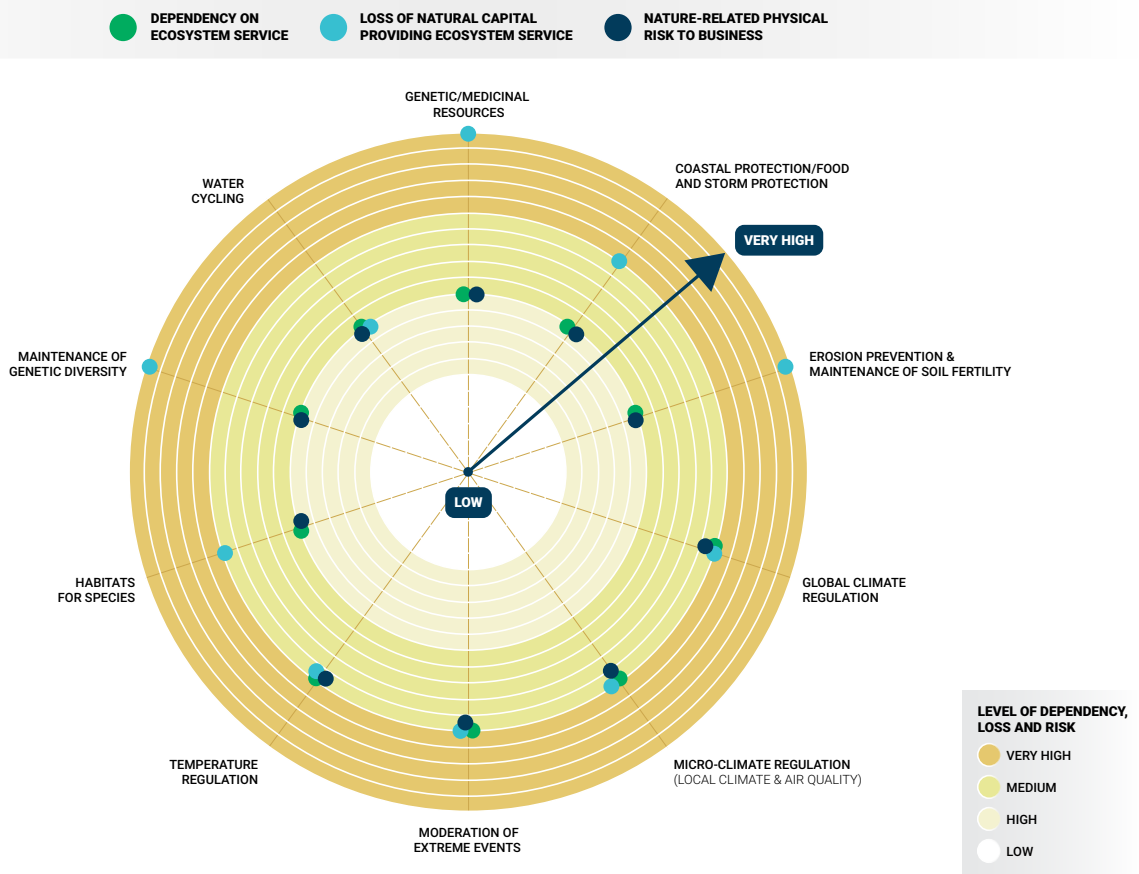 DEPENDENCY ON
ECOSYSTEM SERVICE
LOSS OF NATURAL CAPITAL
PROVIDING ECOSYSTEM SERVICE
NATURE-RELATED PHYSICAL
RISK TO BUSINESS
GENETIC/MEDICINAL
RESOURCES
COASTAL PROTECTION/FOOD
AND STORM PROTECTION
WATER
CYCLING
VERY HIGH
MAINTENANCE OF
GENETIC DIVERSITY
EROSION PREVENTION &
MAINTENANCE OF SOIL FERTILITY
LOW
HABITATS
FOR SPECIES
GLOBAL CLIMATE
REGULATION
TEMPERATURE
REGULATION
MICRO-CLIMATE REGULATION
(LOCAL CLIMATE & AIR QUALITY)
MODERATION OF
EXTREME EVENTS
LEVEL OF DEPENDENCY,
LOSS AND RISK
VERY HIGH
MEDIUM
HIGH
LOW